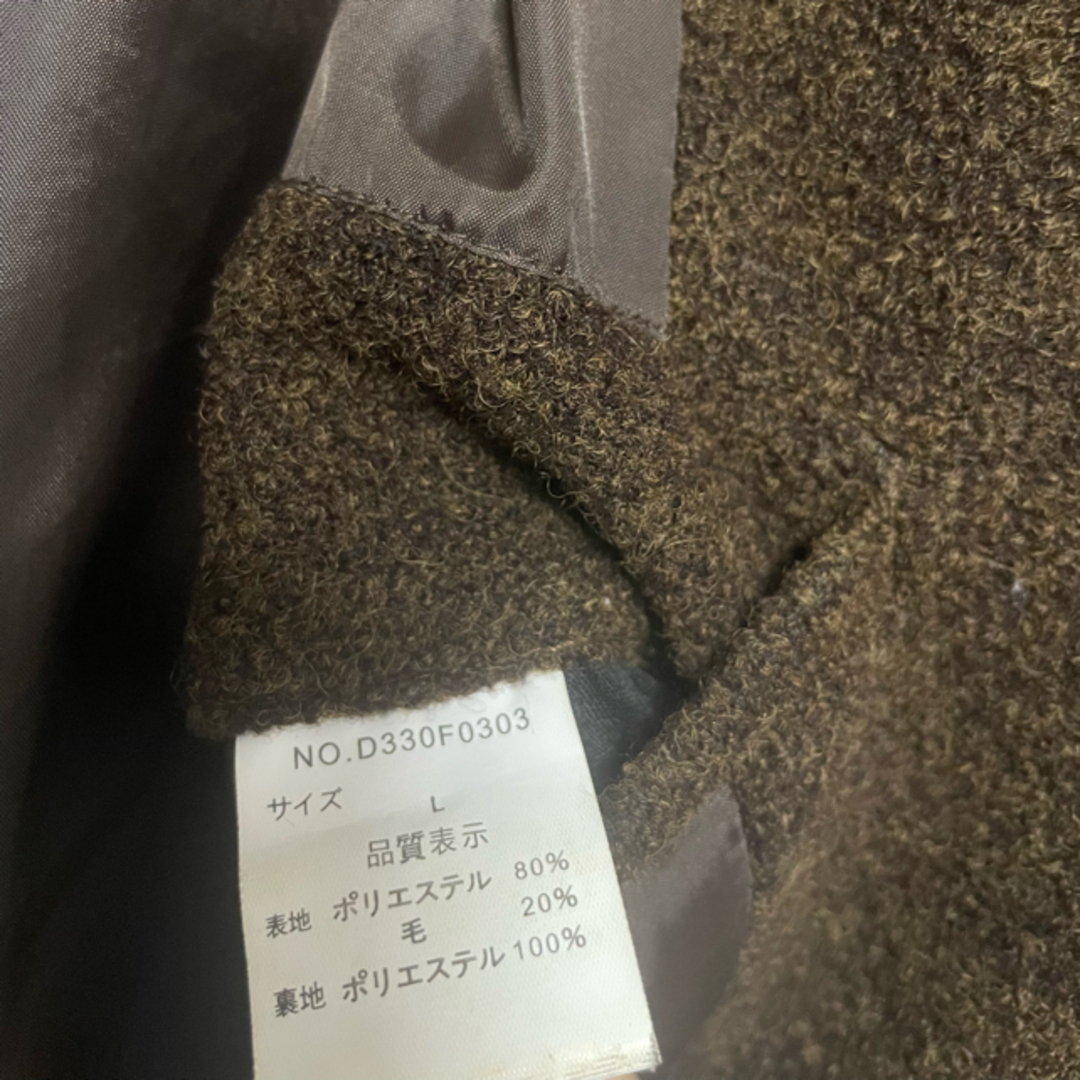 NO.D330F0303
サイズ L
品質表示
表地 ポリエステル 80%
毛 20%
裏地 ポリエステル 100%